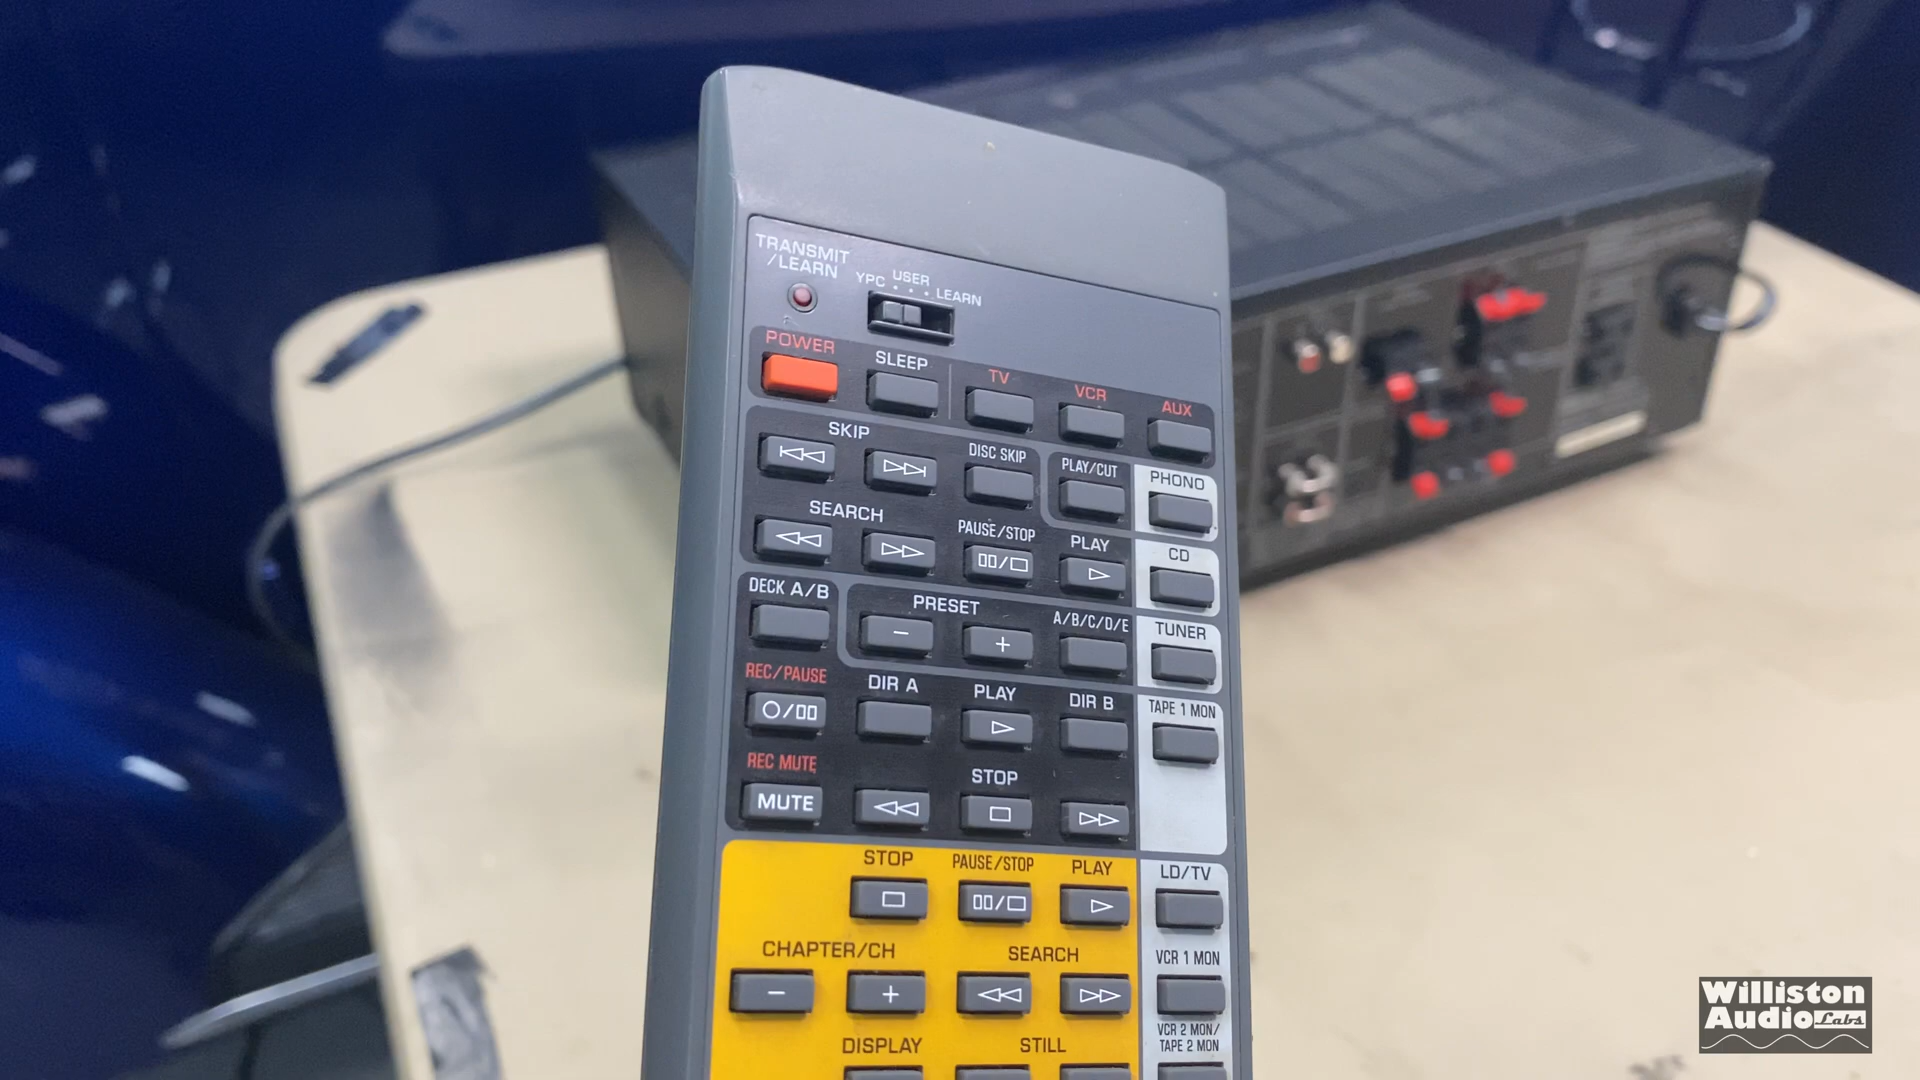 TRANSMIT
/LEARN
YPC USER LEARN
POWER SLEEP TV VCR AUX
SKIP DISC SKIP PLAY/CUT PHONO
SEARCH PAUSE/STOP PLAY CD
DECK A/B PRESET A/B/C/D/E TUNER
− +
REC/PAUSE DIR A PLAY DIR B TAPE 1 MON
REC MUTE STOP
MUTE
STOP PAUSE/STOP PLAY LD/TV
CHAPTER/CH SEARCH VCR 1 MON
− +
DISPLAY STILL VCR 2 MON/
TAPE 2 MON
Williston
Audio Labs